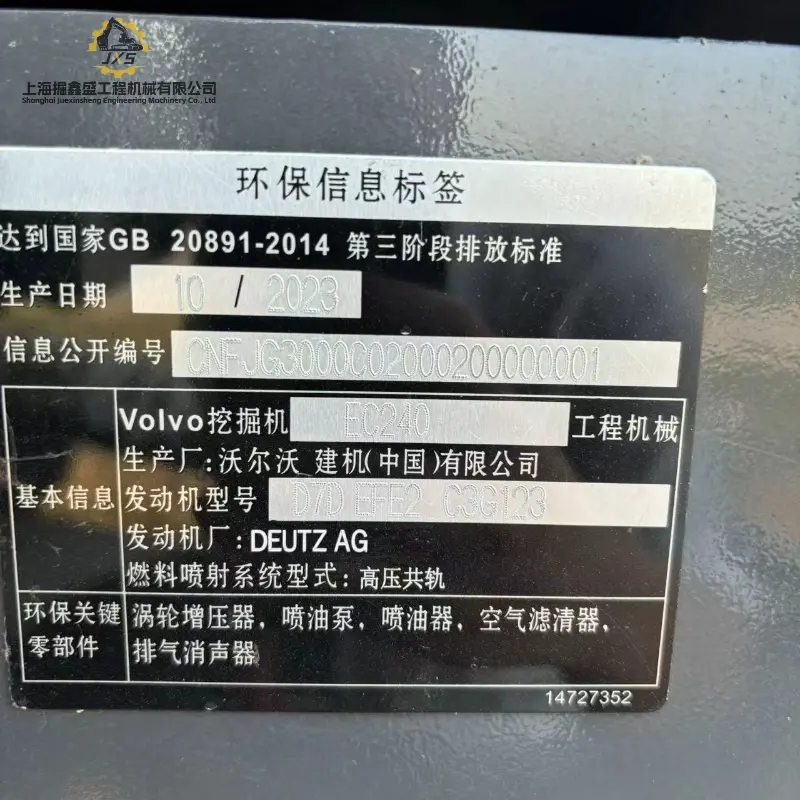 JXS
上海掘鑫盛工程机械有限公司
Shanghai Juexinsheng Engineering Machinery Co., Ltd
环保信息标签
达到国家GB 20891-2014 第三阶段排放标准
生产日期 10 / 2023
信息公开编号 CNFJG3000C02000200000001
Volvo挖掘机 EC240 工程机械
生产厂:沃尔沃 建机(中国)有限公司
基本信息 发动机型号 D7D EFE2 C3G123
发动机厂:DEUTZ AG
燃料喷射系统型式: 高压共轨
环保关键零部件 涡轮增压器, 喷油泵, 喷油器, 空气滤清器,
排气消声器
14727352